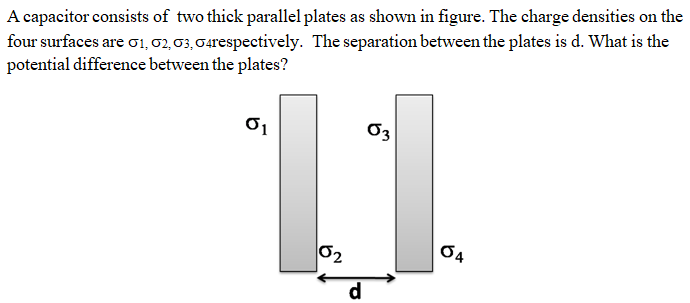 A capacitor consists of two thick parallel plates as shown in figure. The charge densities on the
four surfaces are σ1, σ2, σ3, σ4respectively. The separation between the plates is d. What is the
potential difference between the plates?
σ1
σ3
σ2
σ4
d